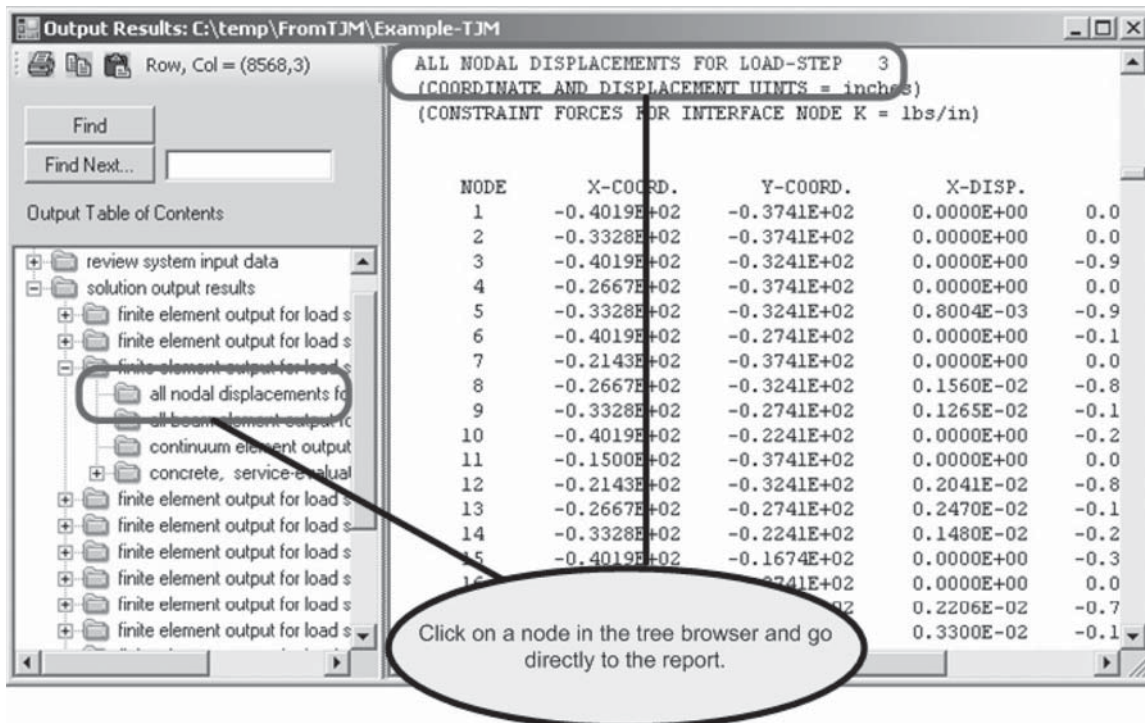 Output Results: C:\temp\FromTJM\Example-TJM
Row, Col = (8568,3)
Find
Find Next...
Output Table of Contents
review system input data
solution output results
finite element output for load s
finite element output for load s
finite element output for load s
all nodal displacements fo
all beam element output fo
continuum element output
concrete, service-evaluat
finite element output for load s
finite element output for load s
finite element output for load s
finite element output for load s
finite element output for load s
finite element output for load s
ALL NODAL DISPLACEMENTS FOR LOAD-STEP 3
(COORDINATE AND DISPLACEMENT UINTS = inches)
(CONSTRAINT FORCES FOR INTERFACE NODE K = lbs/in)
NODE X-COORD. Y-COORD. X-DISP.
1 -0.4019E+02 -0.3741E+02 0.0000E+00 0.0
2 -0.3328E+02 -0.3741E+02 0.0000E+00 0.0
3 -0.4019E+02 -0.3241E+02 0.0000E+00 -0.9
4 -0.2667E+02 -0.3741E+02 0.0000E+00 0.0
5 -0.3328E+02 -0.3241E+02 0.8004E-03 -0.9
6 -0.4019E+02 -0.2741E+02 0.0000E+00 -0.1
7 -0.2143E+02 -0.3741E+02 0.0000E+00 0.0
8 -0.2667E+02 -0.3241E+02 0.1560E-02 -0.8
9 -0.3328E+02 -0.2741E+02 0.1265E-02 -0.1
10 -0.4019E+02 -0.2241E+02 0.0000E+00 -0.2
11 -0.1500E+02 -0.3741E+02 0.0000E+00 0.0
12 -0.2143E+02 -0.3241E+02 0.2041E-02 -0.8
13 -0.2667E+02 -0.2741E+02 0.2470E-02 -0.1
14 -0.3328E+02 -0.2241E+02 0.1480E-02 -0.2
15 -0.4019E+02 -0.1674E+02 0.0000E+00 -0.3
16 0.0000E+00 0.0
0.2206E-02 -0.7
0.3300E-02 -0.1
Click on a node in the tree browser and go
directly to the report.